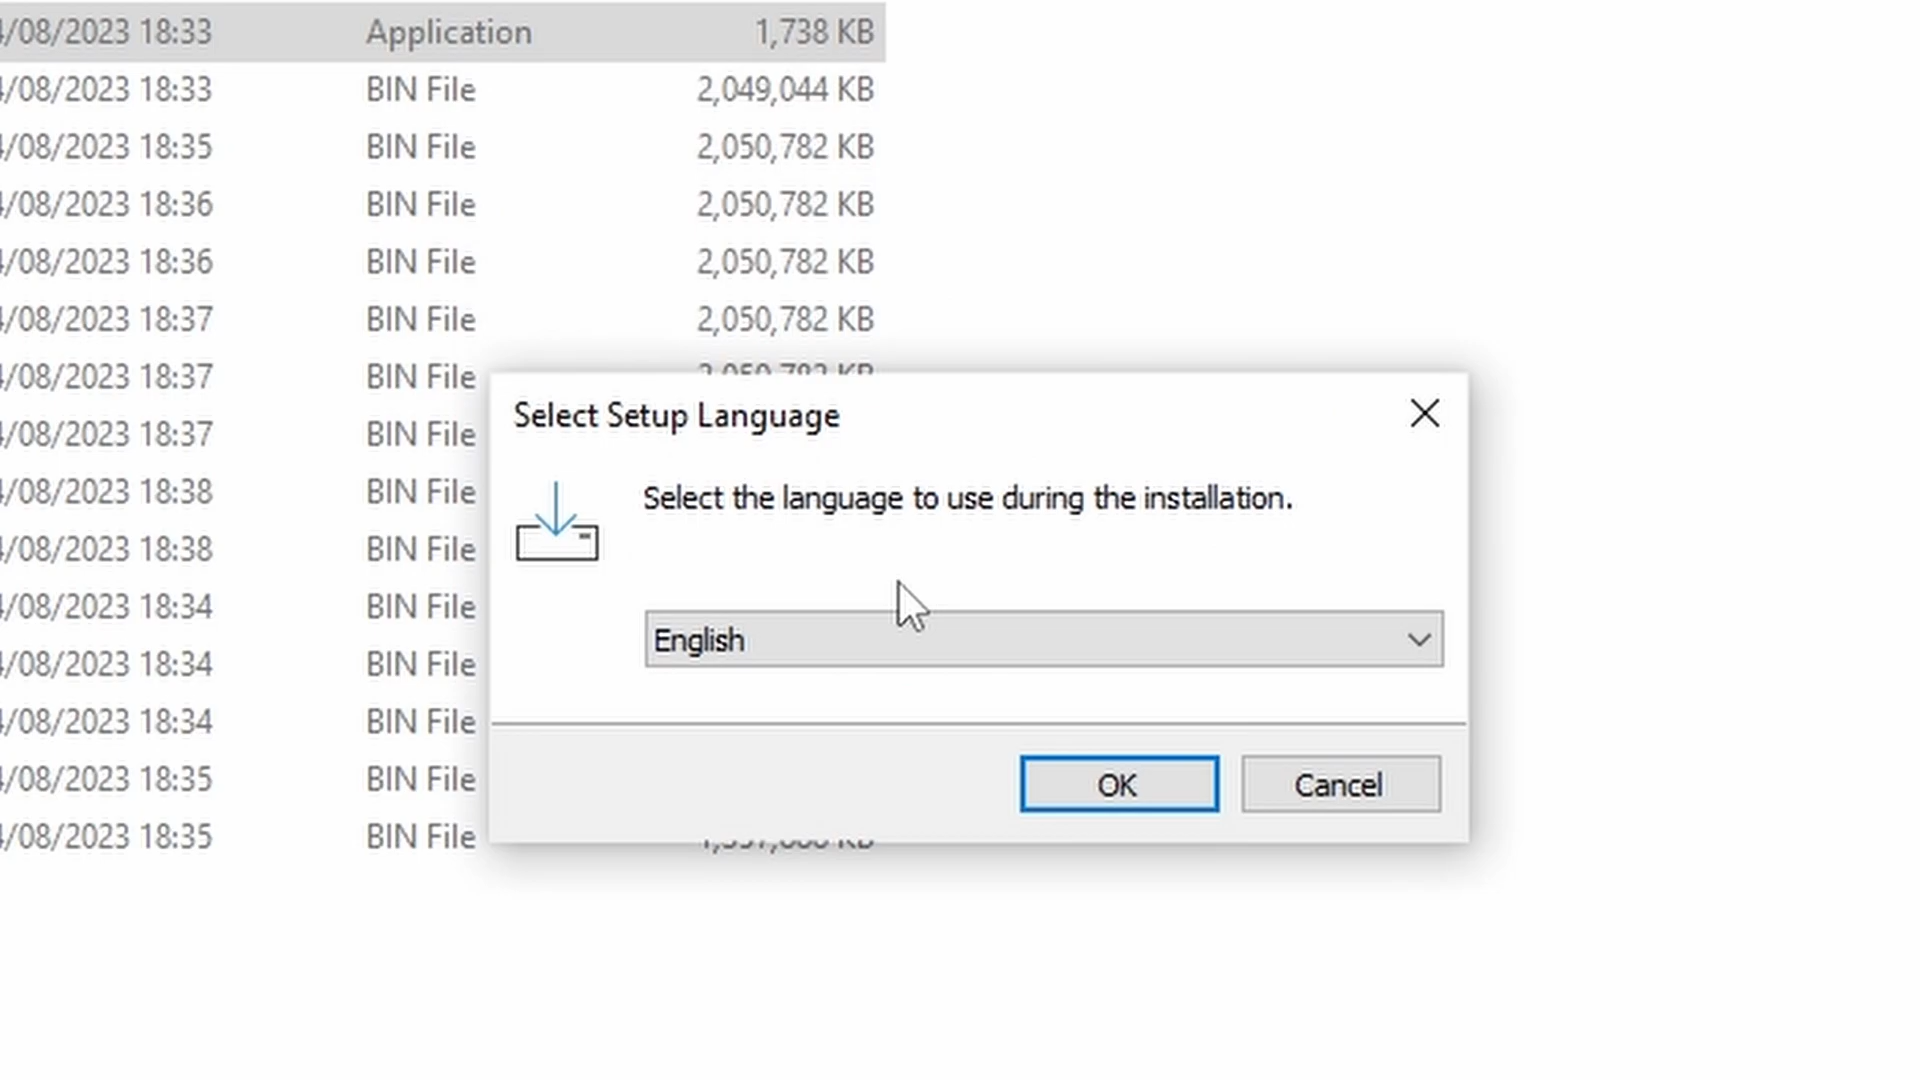 /08/2023 18:33 Application 1,738 KB
/08/2023 18:33 BIN File 2,049,044 KB
/08/2023 18:35 BIN File 2,050,782 KB
/08/2023 18:36 BIN File 2,050,782 KB
/08/2023 18:36 BIN File 2,050,782 KB
/08/2023 18:37 BIN File 2,050,782 KB
/08/2023 18:37 BIN File
/08/2023 18:37 BIN File
/08/2023 18:38 BIN File
/08/2023 18:38 BIN File
/08/2023 18:34 BIN File
/08/2023 18:34 BIN File
/08/2023 18:34 BIN File
/08/2023 18:35 BIN File
/08/2023 18:35 BIN File
Select Setup Language
Select the language to use during the installation.
English
OK Cancel